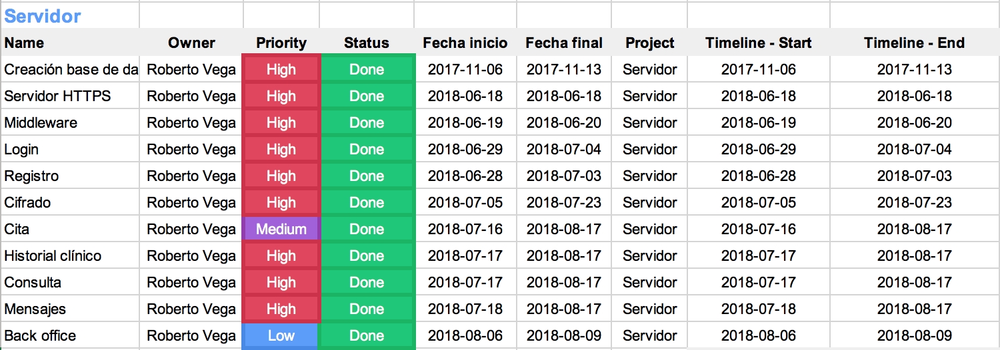 Servidor
Name Owner Priority Status Fecha inicio Fecha final Project Timeline - Start Timeline - End
Creación base de da Roberto Vega High Done 2017-11-06 2017-11-13 Servidor 2017-11-06 2017-11-13
Servidor HTTPS Roberto Vega High Done 2018-06-18 2018-06-18 Servidor 2018-06-18 2018-06-18
Middleware Roberto Vega High Done 2018-06-19 2018-06-20 Servidor 2018-06-19 2018-06-20
Login Roberto Vega High Done 2018-06-29 2018-07-04 Servidor 2018-06-29 2018-07-04
Registro Roberto Vega High Done 2018-06-28 2018-07-03 Servidor 2018-06-28 2018-07-03
Cifrado Roberto Vega High Done 2018-07-05 2018-07-23 Servidor 2018-07-05 2018-07-23
Cita Roberto Vega Medium Done 2018-07-16 2018-08-17 Servidor 2018-07-16 2018-08-17
Historial clínico Roberto Vega High Done 2018-07-17 2018-08-17 Servidor 2018-07-17 2018-08-17
Consulta Roberto Vega High Done 2018-07-17 2018-08-17 Servidor 2018-07-17 2018-08-17
Mensajes Roberto Vega High Done 2018-07-18 2018-08-17 Servidor 2018-07-18 2018-08-17
Back office Roberto Vega Low Done 2018-08-06 2018-08-09 Servidor 2018-08-06 2018-08-09